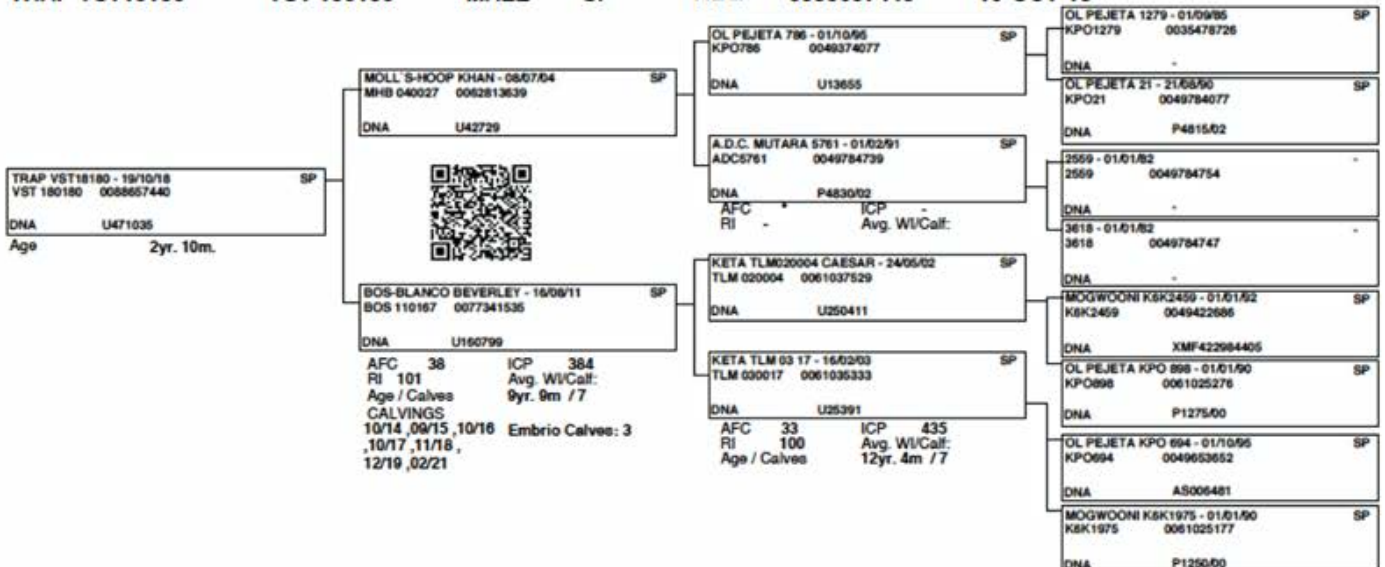 TRAP VST18180 - 19/10/18 SP
VST 180180 0088657440
DNA U471035
Age 2yr. 10m.
MOLL`S-HOOP KHAN - 08/07/04 SP
MHB 040027 0062813639
DNA U42729
BOS-BLANCO BEVERLEY - 16/08/11 SP
BOS 110167 0077341535
DNA U160799
AFC 38 ICP 384
RI 101 Avg. WI/Calf:
Age / Calves 9yr. 9m / 7
CALVINGS
10/14 ,09/15 ,10/16 Embrio Calves: 3
,10/17 ,11/18 ,
12/19 ,02/21
OL PEJETA 786 - 01/10/95 SP
KPO786 0049374077
DNA U13655
A.D.C. MUTARA 5761 - 01/02/91 SP
ADC5761 0049784739
DNA P4830/02
AFC * ICP -
RI - Avg. WI/Calf:
KETA TLM020004 CAESAR - 24/05/02 SP
TLM 020004 0061037529
DNA U250411
KETA TLM 03 17 - 16/02/03 SP
TLM 030017 0061035333
DNA U25391
AFC 33 ICP 435
RI 100 Avg. WI/Calf:
Age / Calves 12yr. 4m / 7
OL PEJETA 1279 - 01/09/85 SP
KPO1279 0035478726
DNA -
OL PEJETA 21 - 21/08/90 SP
KPO21 0049784077
DNA P4815/02
2559 - 01/01/82 -
2559 0049784754
DNA -
3618 - 01/01/82 -
3618 0049784747
DNA -
MOGWOONI K6K2459 - 01/01/92 SP
K6K2459 0049422686
DNA XMF422984405
OL PEJETA KPO 898 - 01/01/90 SP
KPO898 0061025276
DNA P1275/00
OL PEJETA KPO 694 - 01/10/95 SP
KPO694 0049653652
DNA AS006481
MOGWOONI K6K1975 - 01/01/90 SP
K6K1975 0061025177
DNA P1250/00